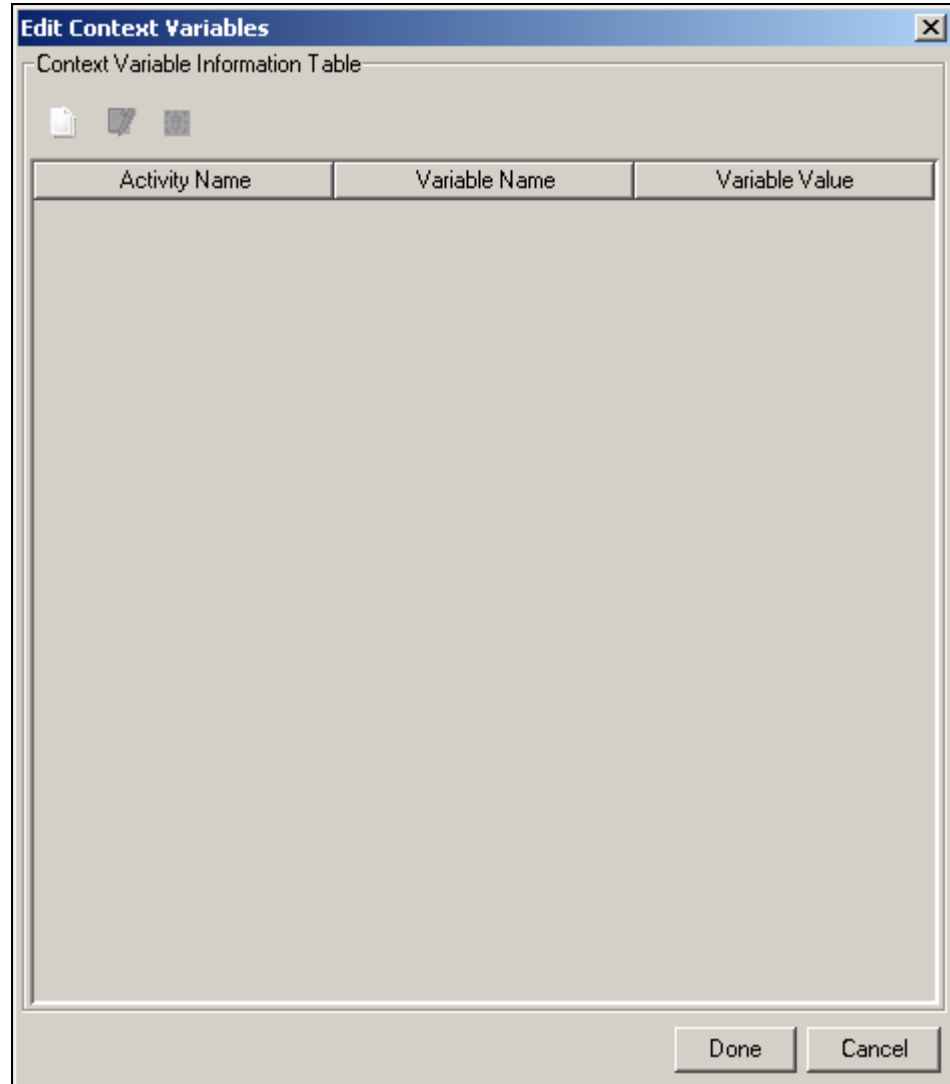 Edit Context Variables
Context Variable Information Table
Activity Name Variable Name Variable Value
Done Cancel